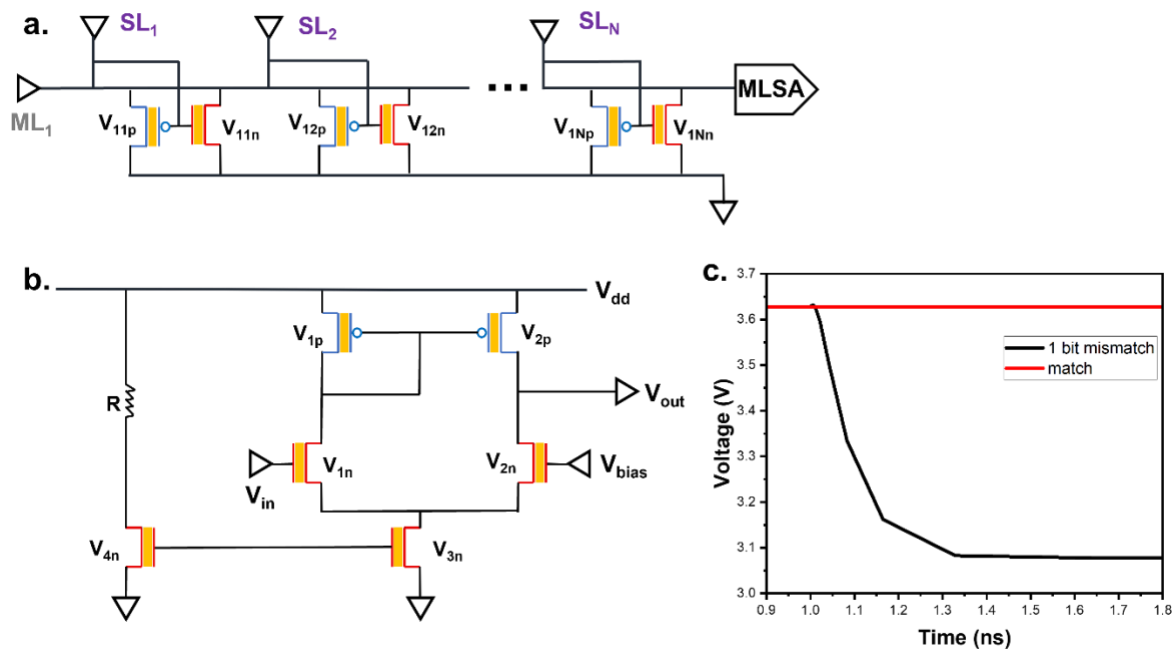 a.
SL1
SL2
SLN
ML1
V11p
V11n
V12p
V12n
...
V1Np
V1Nn
MLSA
b.
Vdd
V1p
V2p
R
Vout
Vin
V1n
V2n
Vbias
V4n
V3n
c.
3.7
3.6
3.5
3.4
3.3
3.2
3.1
3.0
Voltage (V)
1 bit mismatch
match
0.9 1.0 1.1 1.2 1.3 1.4 1.5 1.6 1.7 1.8
Time (ns)